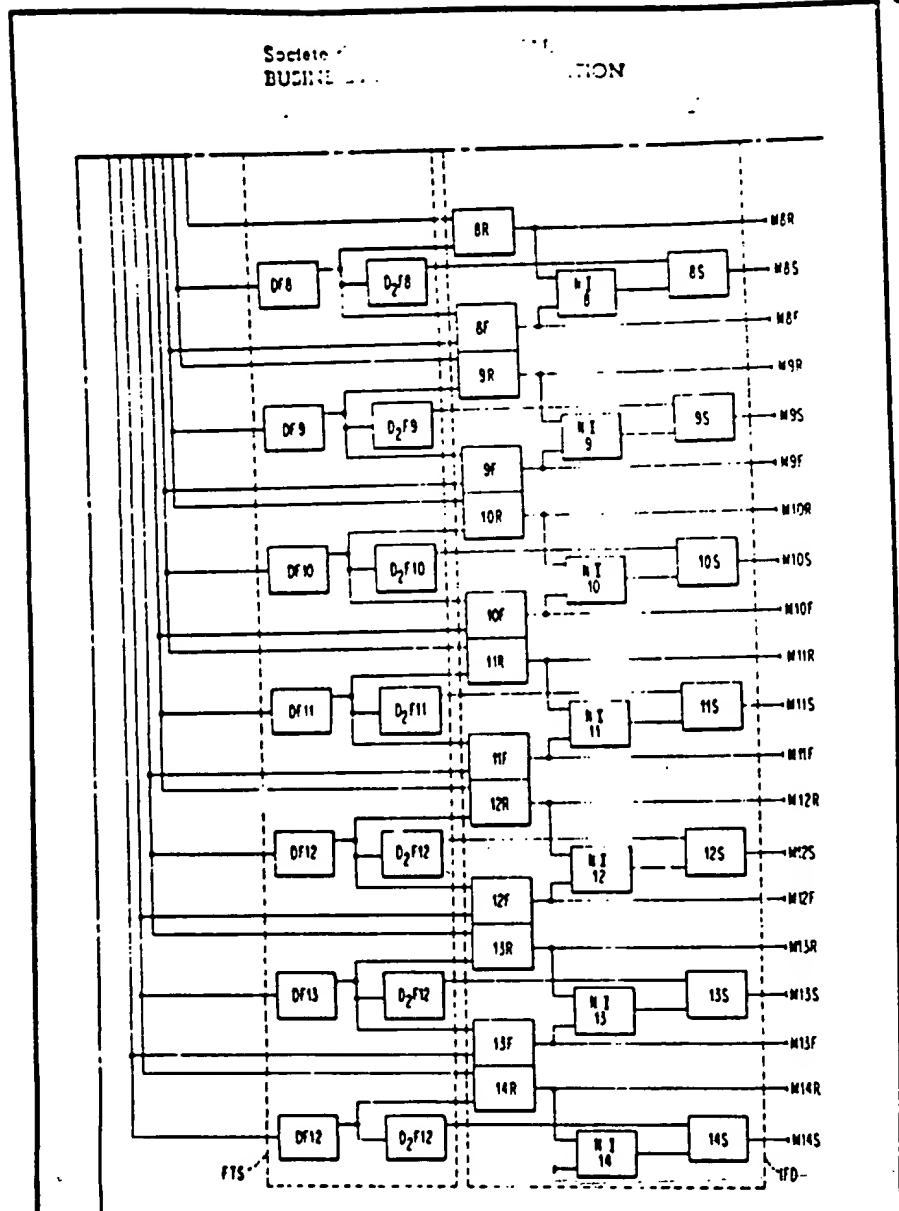 Societe
BUSINE
TION
8R
M8R
DF8
D₂F8
N I
8
8S
M8S
8F
M8F
9R
M9R
DF9
D₂F9
N I
9
9S
M9S
9F
M9F
10R
M10R
DF10
D₂F10
N I
10
10S
M10S
10F
M10F
11R
M11R
DF11
D₂F11
N I
11
11S
M11S
11F
M11F
12R
M12R
DF12
D₂F12
N I
12
12S
M12S
12F
M12F
13R
M13R
DF13
D₂F12
N I
13
13S
M13S
13F
M13F
14R
M14R
DF12
D₂F12
N I
14
14S
M14S
FTS
IFD